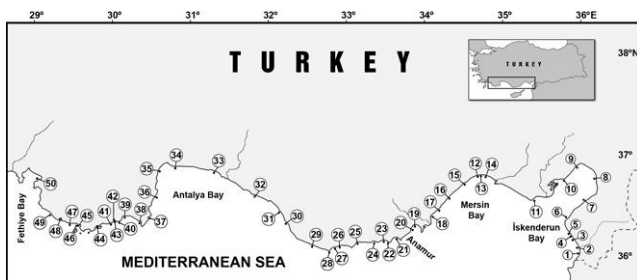 29° 30° 31° 32° 33° 34° 35° 36°E
38°N
TURKEY
TURKEY
37°
36°
Fethiye Bay
Antalya Bay
Mersin Bay
İskenderun Bay
Anamur
MEDITERRANEAN SEA
50 49 48 47 46 45 44 43 42 41 40 39 38 37 36 35 34 33 32 31 30 29 28 27 26 25 24 23 22 21 20 19 18 17 16 15 14 13 12 11 10 9 8 7 6 5 4 3 2 1